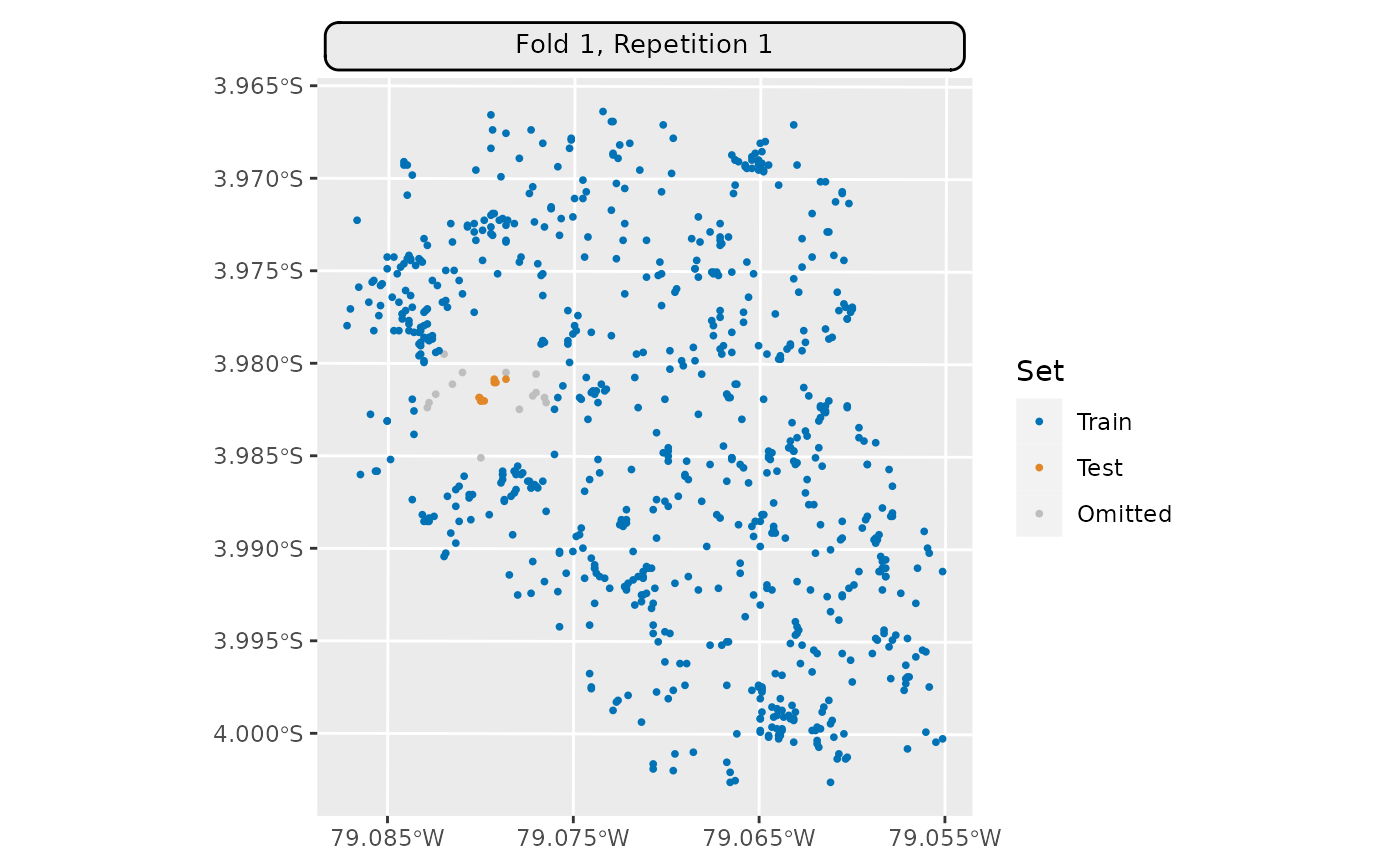 Fold 1, Repetition 1
3.965°S
3.970°S
3.975°S
3.980°S
3.985°S
3.990°S
3.995°S
4.000°S
79.085°W 79.075°W 79.065°W 79.055°W
Set
Train
Test
Omitted